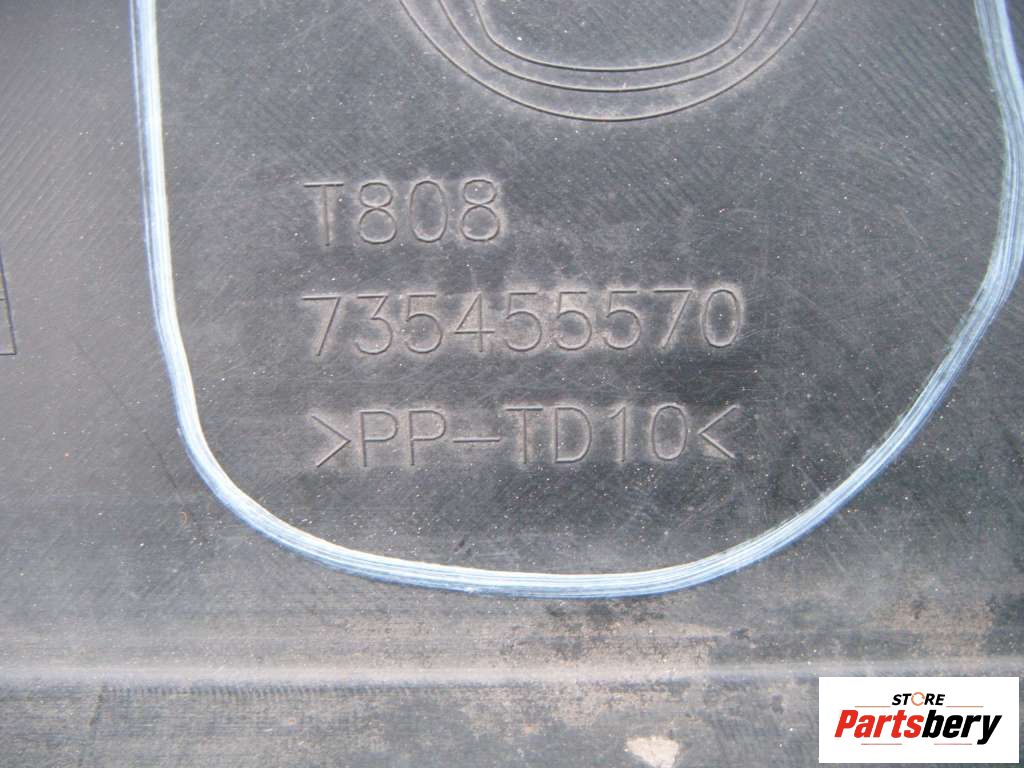 T808
735455570
>PP-TD10<
STORE
Partsbery